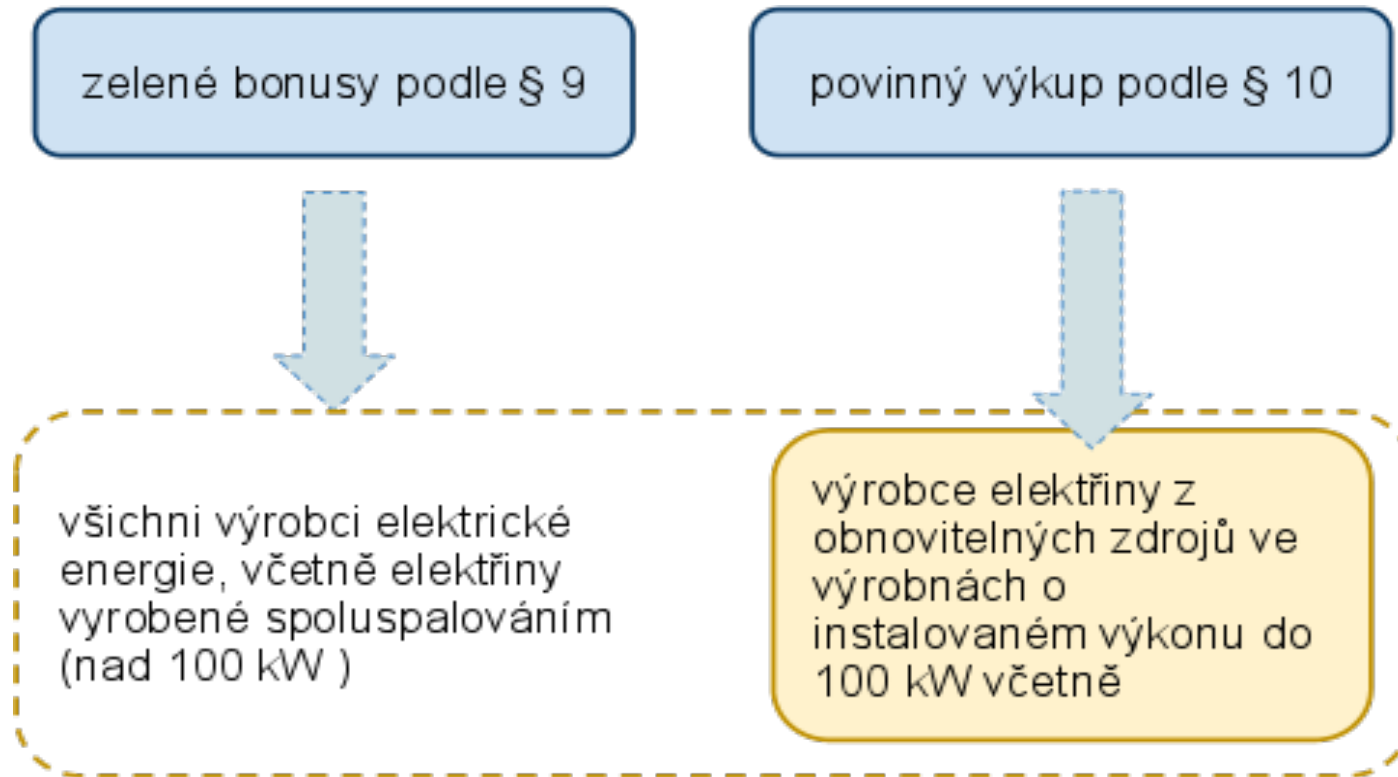 zelené bonusy podle § 9
povinný výkup podle § 10
všichni výrobci elektrické
energie, včetně elektřiny
vyrobené spoluspalováním
(nad 100 kW )
výrobce elektřiny z
obnovitelných zdrojů ve
výrobnách o
instalovaném výkonu do
100 kW včetně